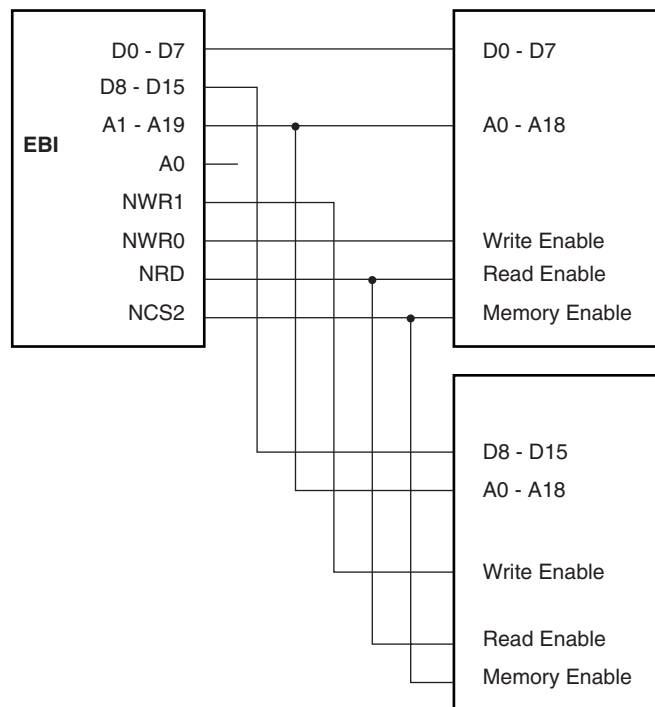 D0 - D7
D8 - D15
A1 - A19
EBI
A0
NWR1
NWR0
NRD
NCS2
D0 - D7
A0 - A18
Write Enable
Read Enable
Memory Enable
D8 - D15
A0 - A18
Write Enable
Read Enable
Memory Enable